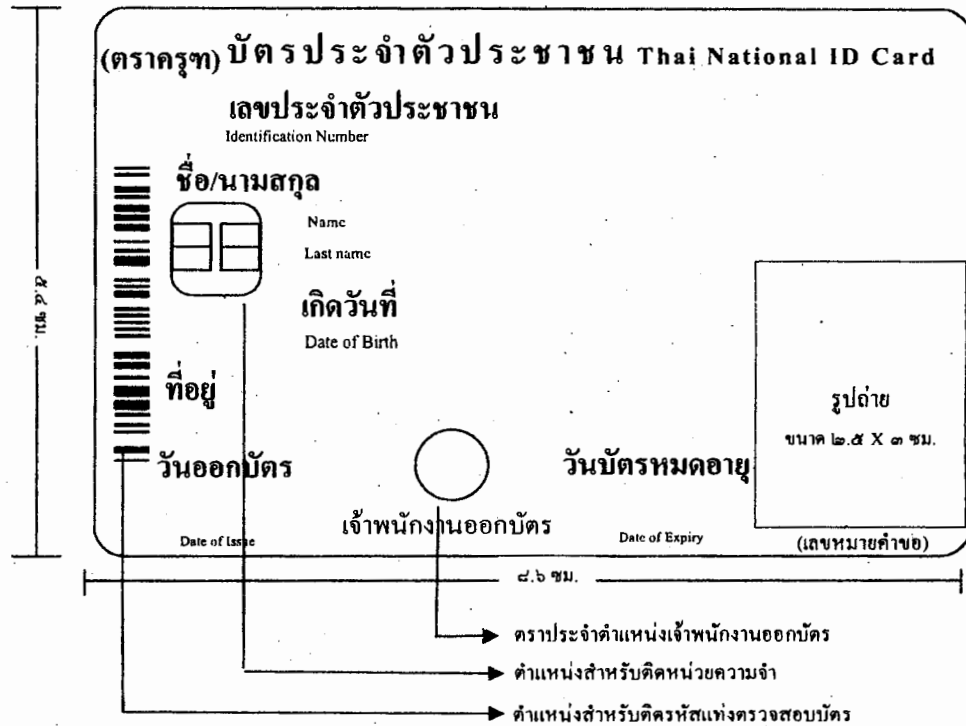 (ตราครุฑ) บัตรประจำตัวประชาชน Thai National ID Card
เลขประจำตัวประชาชน
Identification Number
ชื่อ/นามสกุล
Name
Last name
เกิดวันที่
Date of Birth
ที่อยู่
วันออกบัตร
Date of Issue
เจ้าพนักงานออกบัตร
วันบัตรหมดอายุ
Date of Expiry
รูปถ่าย
ขนาด ๒.๕ X ๓ ซม.
(เลขหมายคำขอ)
๕.๔ ซม.
๘.๖ ซม.
ตราประจำตำแหน่งเจ้าพนักงานออกบัตร
ตำแหน่งสำหรับติดหน่วยความจำ
ตำแหน่งสำหรับติดรหัสแท่งตรวจสอบบัตร